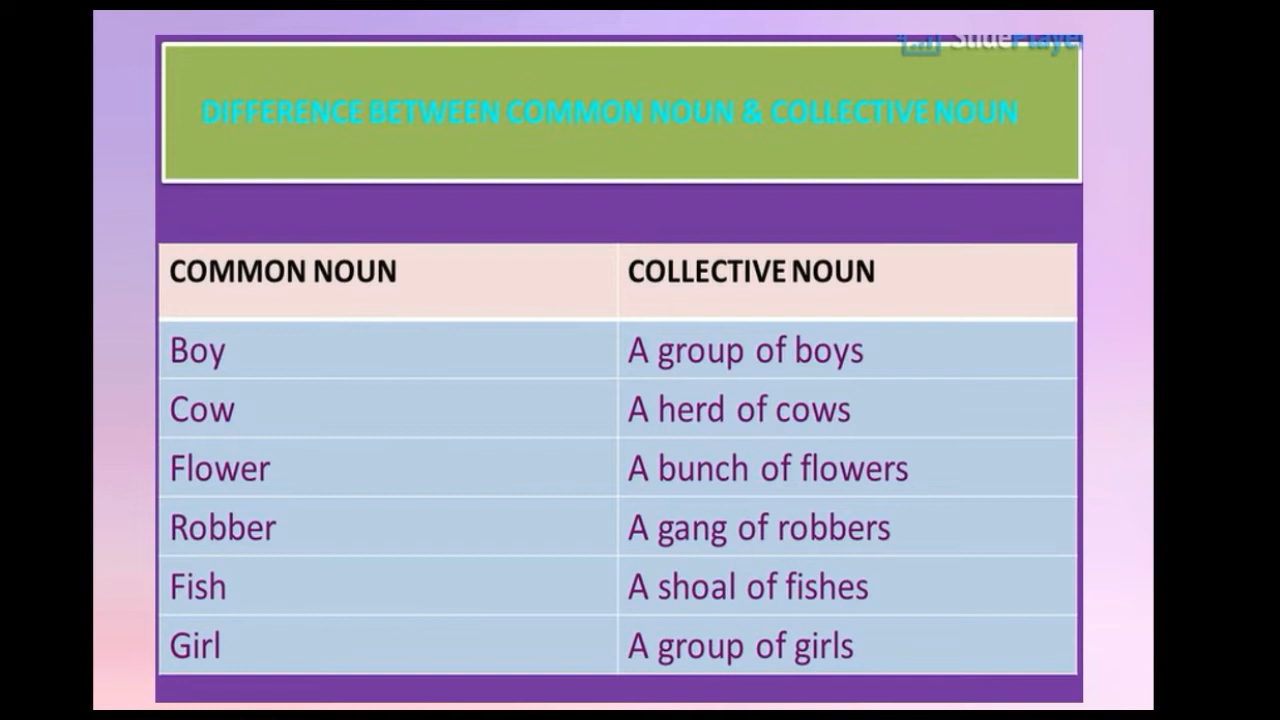 SlidePlayer
DIFFERENCE BETWEEN COMMON NOUN & COLLECTIVE NOUN
COMMON NOUN COLLECTIVE NOUN
Boy A group of boys
Cow A herd of cows
Flower A bunch of flowers
Robber A gang of robbers
Fish A shoal of fishes
Girl A group of girls